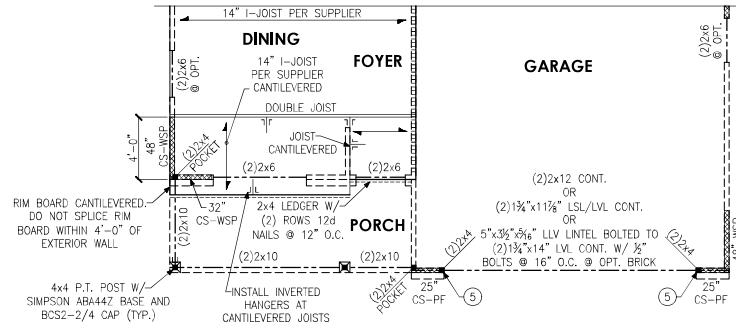 14" I-JOIST PER SUPPLIER
DINING
FOYER
GARAGE
(2)2x6
@ OPT.
(2)2x6
@ OPT.
14" I-JOIST
PER SUPPLIER
CANTILEVERED
DOUBLE JOIST
4'-0"
48"
CS-WSP
(2)2x4
POCKET
JOIST
CANTILEVERED
(2)2x6
(2)2x6
RIM BOARD CANTILEVERED.
DO NOT SPLICE RIM
BOARD WITHIN 4'-0" OF
EXTERIOR WALL
32"
CS-WSP
2x4 LEDGER W/
(2) ROWS 12d
NAILS @ 12" O.C.
PORCH
(2)2x10
(2)2x10
(2)2x10
4x4 P.T. POST W/
SIMPSON ABA44Z BASE AND
BCS2-2/4 CAP (TYP.)
INSTALL INVERTED
HANGERS AT
CANTILEVERED JOISTS
(2)2x4
POCKET
(2)2x12 CONT.
OR
(2)1¾"x11⅞" LSL/LVL CONT.
OR
5"x3½"x5⁄16" LLV LINTEL BOLTED TO
(2)1¾"x14" LVL CONT. W/ ½"
BOLTS @ 16" O.C. @ OPT. BRICK
(2)2x4
(2)2x4
25"
CS-PF
5
5
25"
CS-PF